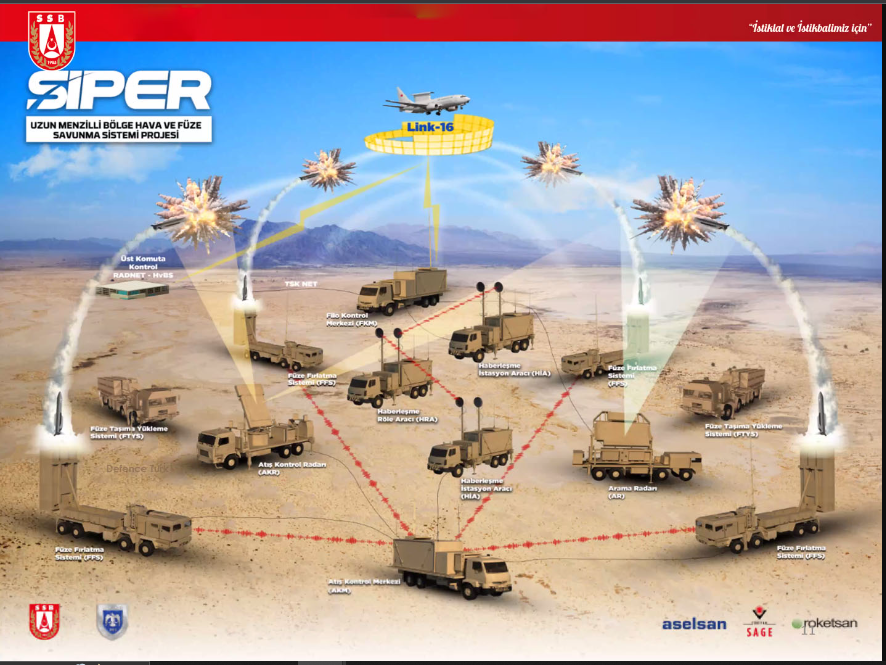 SSB
"İstiklal ve İstikbalimiz için"
SİPER
UZUN MENZİLLİ BÖLGE HAVA VE FÜZE
SAVUNMA SİSTEMİ PROJESİ
Link-16
Üst Komuta
Kontrol
RADNET - HvBS
TSK NET
Filo Kontrol
Merkezi (FKM)
Haberleşme
İstasyon Aracı (HİA)
Füze Fırlatma
Sistemi (FFS)
Füze Fırlatma
Sistemi
(FFS)
Haberleşme
Röle Aracı (HRA)
Füze Taşıma Yükleme
Sistemi (FTYS)
Füze Taşıma Yükleme
Sistemi (FTYS)
Atış Kontrol Radarı
(AKR)
Defence Turk
Haberleşme
İstasyon Aracı
(HİA)
Arama Radarı
(AR)
Füze Fırlatma
Sistemi (FFS)
Füze Fırlatma
Sistemi (FFS)
Atış Kontrol Merkezi
(AKM)
SSB
aselsan
SAGE
roketsan
11